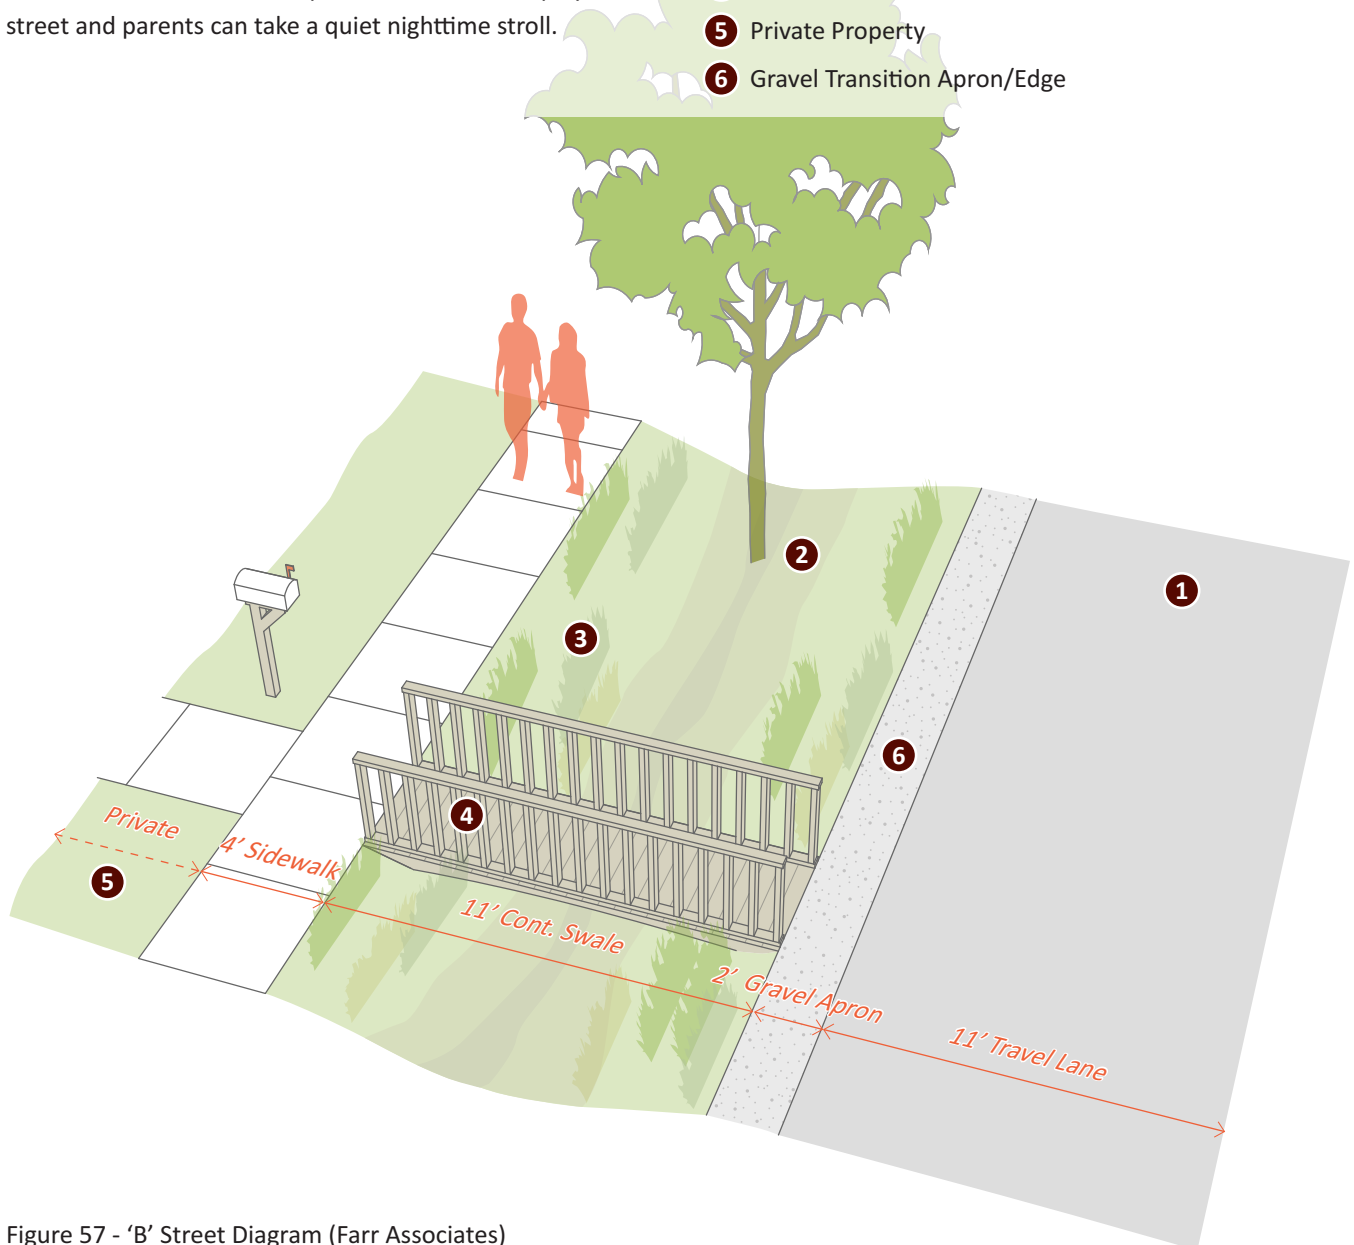 street and parents can take a quiet nighttime stroll.
5 Private Property
6 Gravel Transition Apron/Edge
2
1
3
6
4
Private
5
4’ Sidewalk
11’ Cont. Swale
2’ Gravel Apron
11’ Travel Lane
Figure 57 - ‘B’ Street Diagram (Farr Associates)